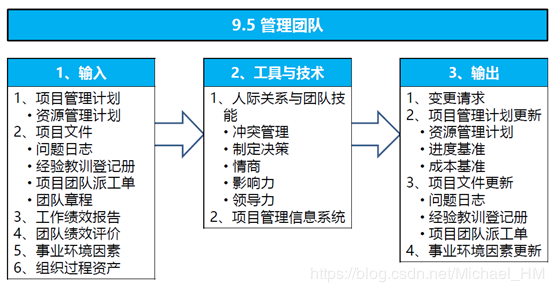 9.5 管理团队
1、输入
1、项目管理计划
• 资源管理计划
2、项目文件
• 问题日志
• 经验教训登记册
• 项目团队派工单
• 团队章程
3、工作绩效报告
4、团队绩效评价
5、事业环境因素
6、组织过程资产
2、工具与技术
1、人际关系与团队技
能
• 冲突管理
• 制定决策
• 情商
• 影响力
• 领导力
2、项目管理信息系统
3、输出
1、变更请求
2、项目管理计划更新
• 资源管理计划
• 进度基准
• 成本基准
3、项目文件更新
• 问题日志
• 经验教训登记册
• 项目团队派工单
4、事业环境因素更新
https://blog.csdn.net/Michael_HM